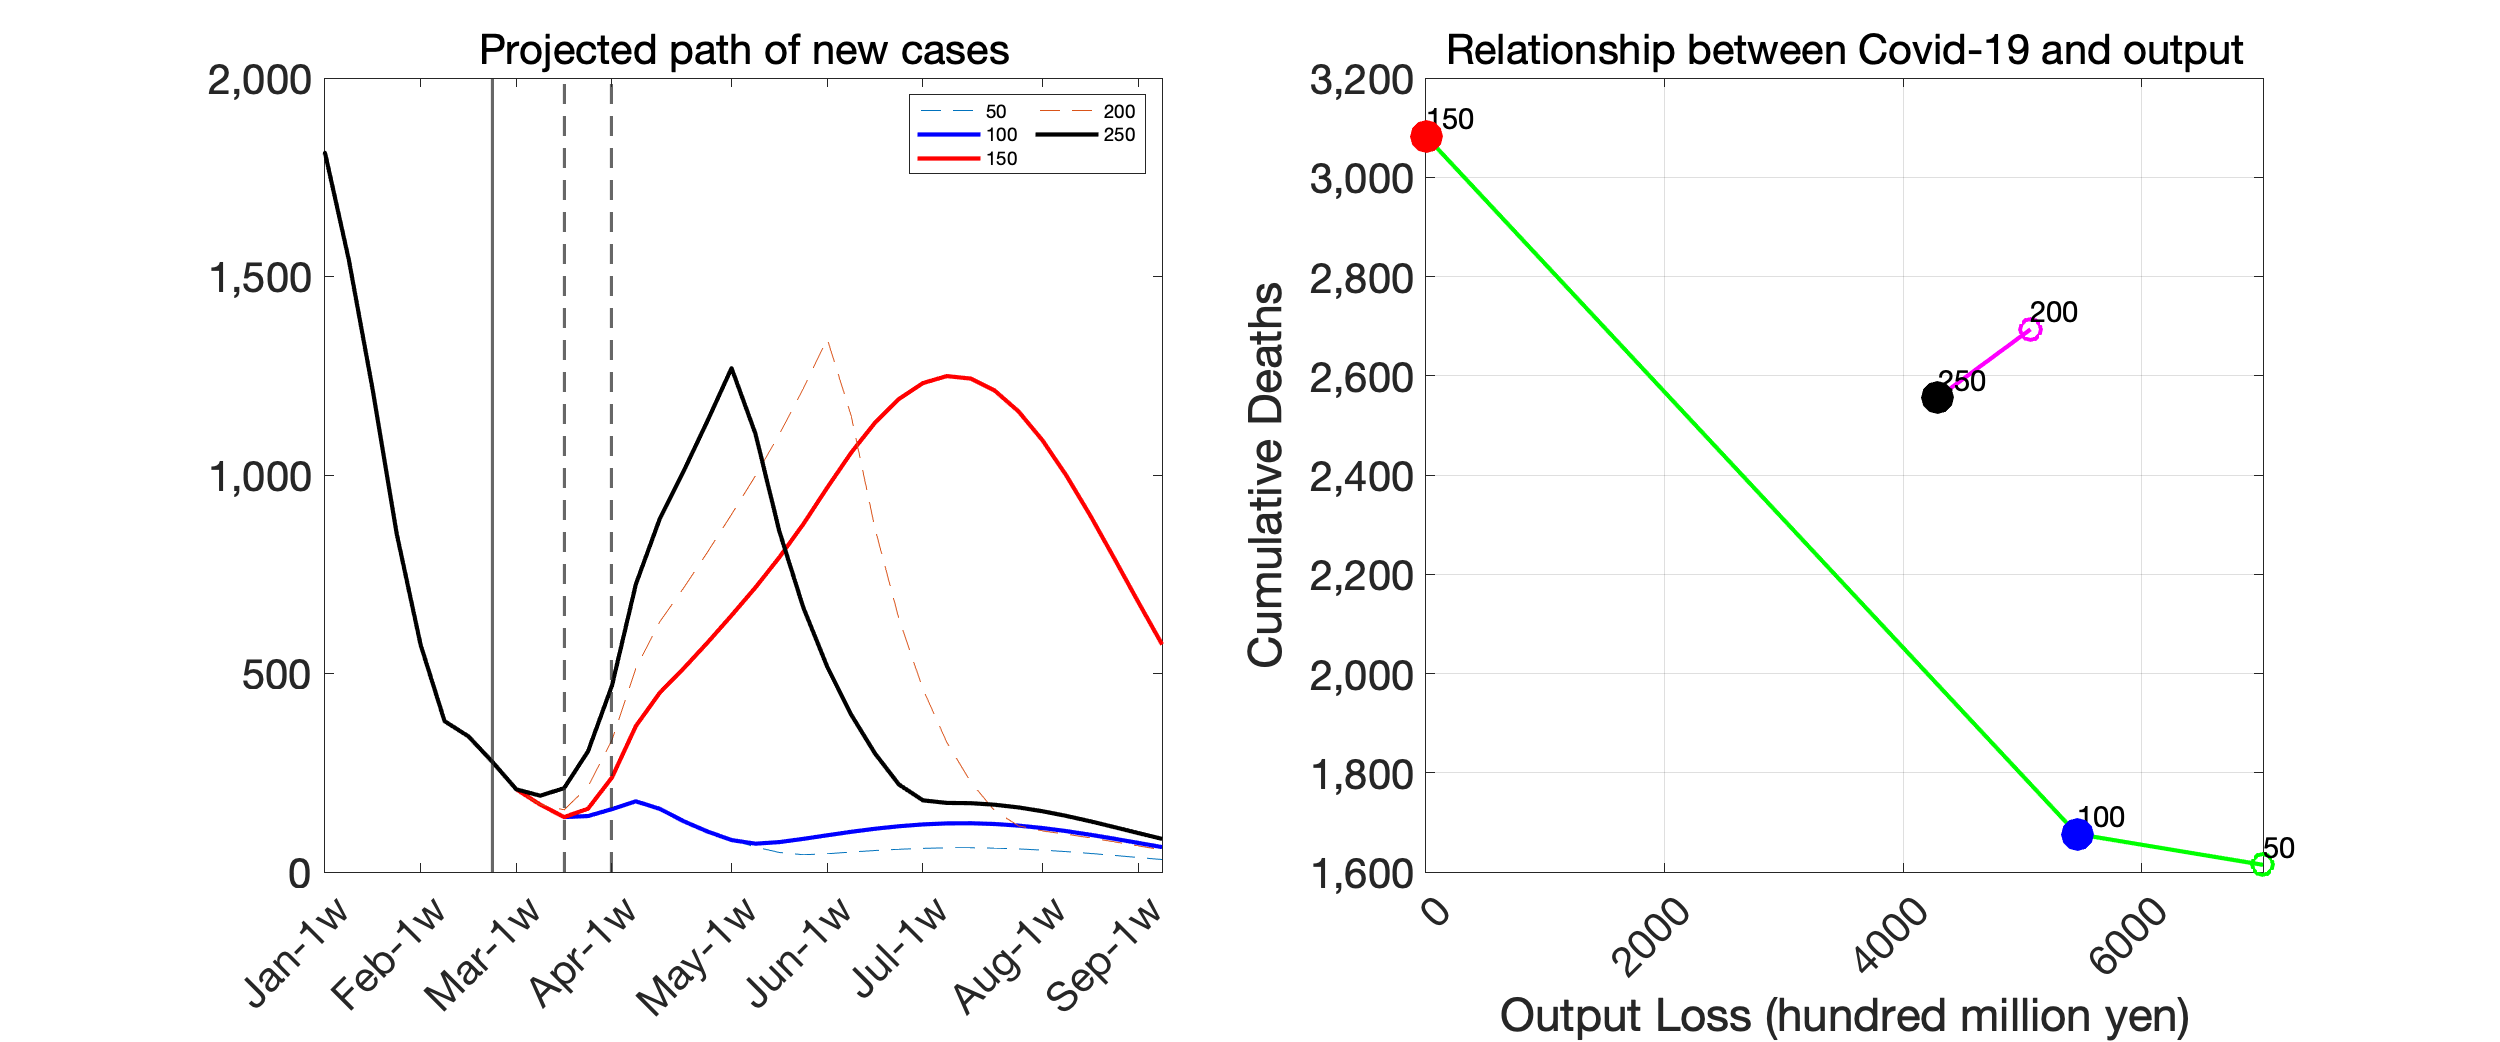 Projected path of new cases
2,000
1,500
1,000
500
0
50
200
100
250
150
Jan-1w
Feb-1w
Mar-1w
Apr-1w
May-1w
Jun-1w
Jul-1w
Aug-1w
Sep-1w
Relationship between Covid-19 and output
Cumulative Deaths
3,200
3,000
2,800
2,600
2,400
2,200
2,000
1,800
1,600
150
200
250
100
50
0
2000
4000
6000
Output Loss (hundred million yen)